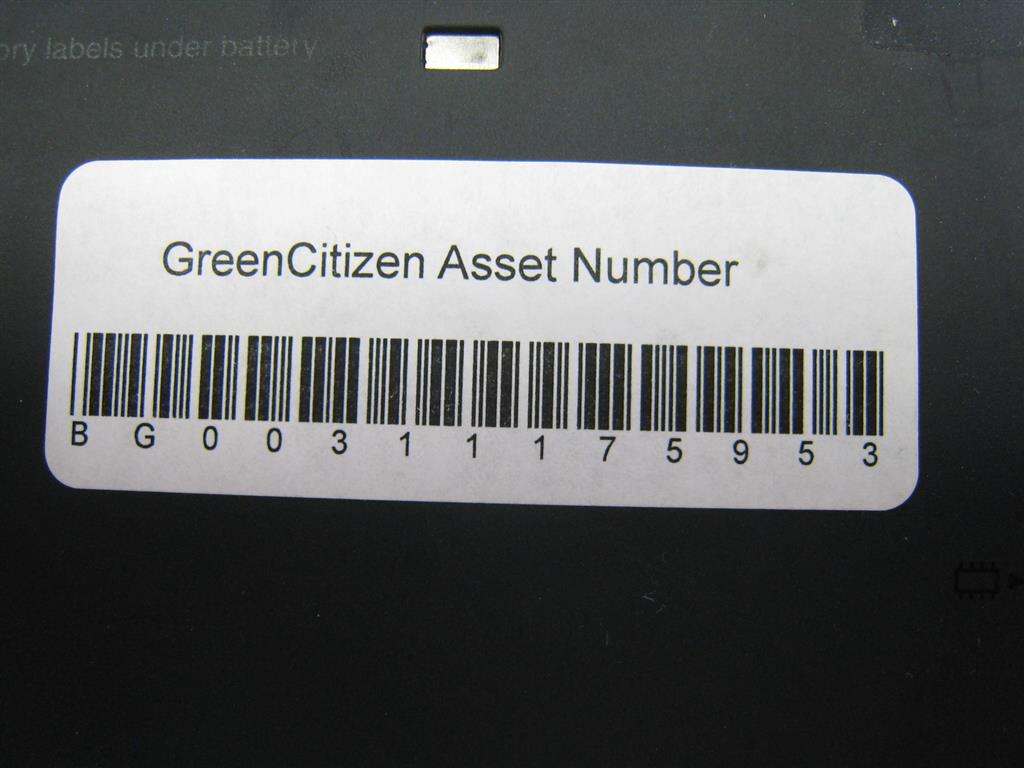 labels under battery
GreenCitizen Asset Number
B G 0 0 3 1 1 1 7 5 9 5 3